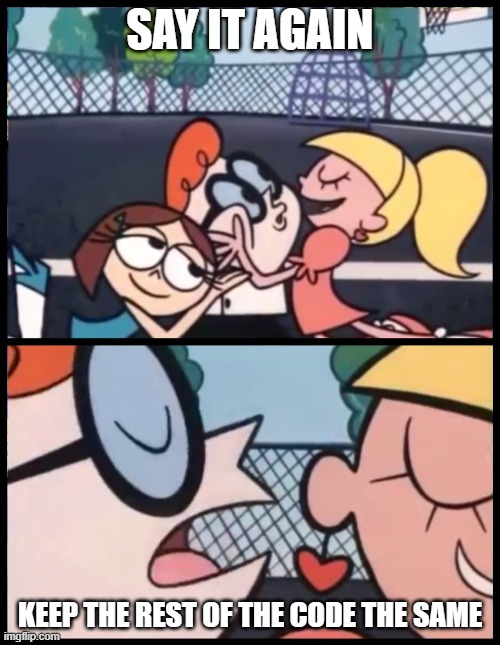 SAY IT AGAIN
KEEP THE REST OF THE CODE THE SAME
imgflip.com